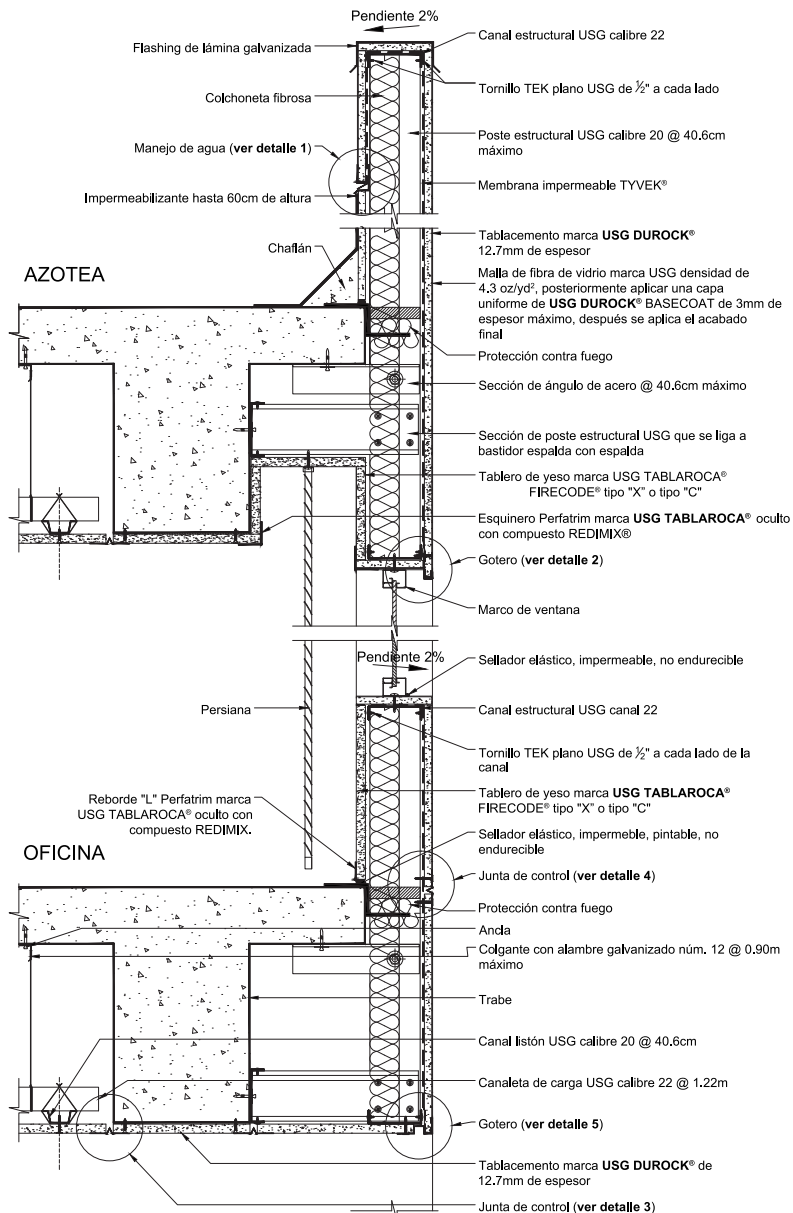 Pendiente 2%
Flashing de lámina galvanizada
Canal estructural USG calibre 22
Colchoneta fibrosa
Tornillo TEK plano USG de ½" a cada lado
Manejo de agua (ver detalle 1)
Poste estructural USG calibre 20 @ 40.6cm
máximo
Impermeabilizante hasta 60cm de altura
Membrana impermeable TYVEK®
Chaflán
Tablacemento marca USG DUROCK®
12.7mm de espesor
AZOTEA
Malla de fibra de vidrio marca USG densidad de
4.3 oz/yd², posteriormente aplicar una capa
uniforme de USG DUROCK® BASECOAT de 3mm de
espesor máximo, después se aplica el acabado
final
Protección contra fuego
Sección de ángulo de acero @ 40.6cm máximo
Sección de poste estructural USG que se liga a
bastidor espalda con espalda
Tablero de yeso marca USG TABLAROCA®
FIRECODE® tipo "X" o tipo "C"
Esquinero Perfatrim marca USG TABLAROCA® oculto
con compuesto REDIMIX®
Gotero (ver detalle 2)
Marco de ventana
Pendiente 2%
Sellador elástico, impermeable, no endurecible
Persiana
Canal estructural USG canal 22
Tornillo TEK plano USG de ½" a cada lado de la
canal
Reborde "L" Perfatrim marca
USG TABLAROCA® oculto con
compuesto REDIMIX.
Tablero de yeso marca USG TABLAROCA®
FIRECODE® tipo "X" o tipo "C"
OFICINA
Sellador elástico, impermeble, pintable, no
endurecible
Junta de control (ver detalle 4)
Protección contra fuego
Ancla
Colgante con alambre galvanizado núm. 12 @ 0.90m
máximo
Trabe
Canal listón USG calibre 20 @ 40.6cm
Canaleta de carga USG calibre 22 @ 1.22m
Gotero (ver detalle 5)
Tablacemento marca USG DUROCK® de
12.7mm de espesor
Junta de control (ver detalle 3)